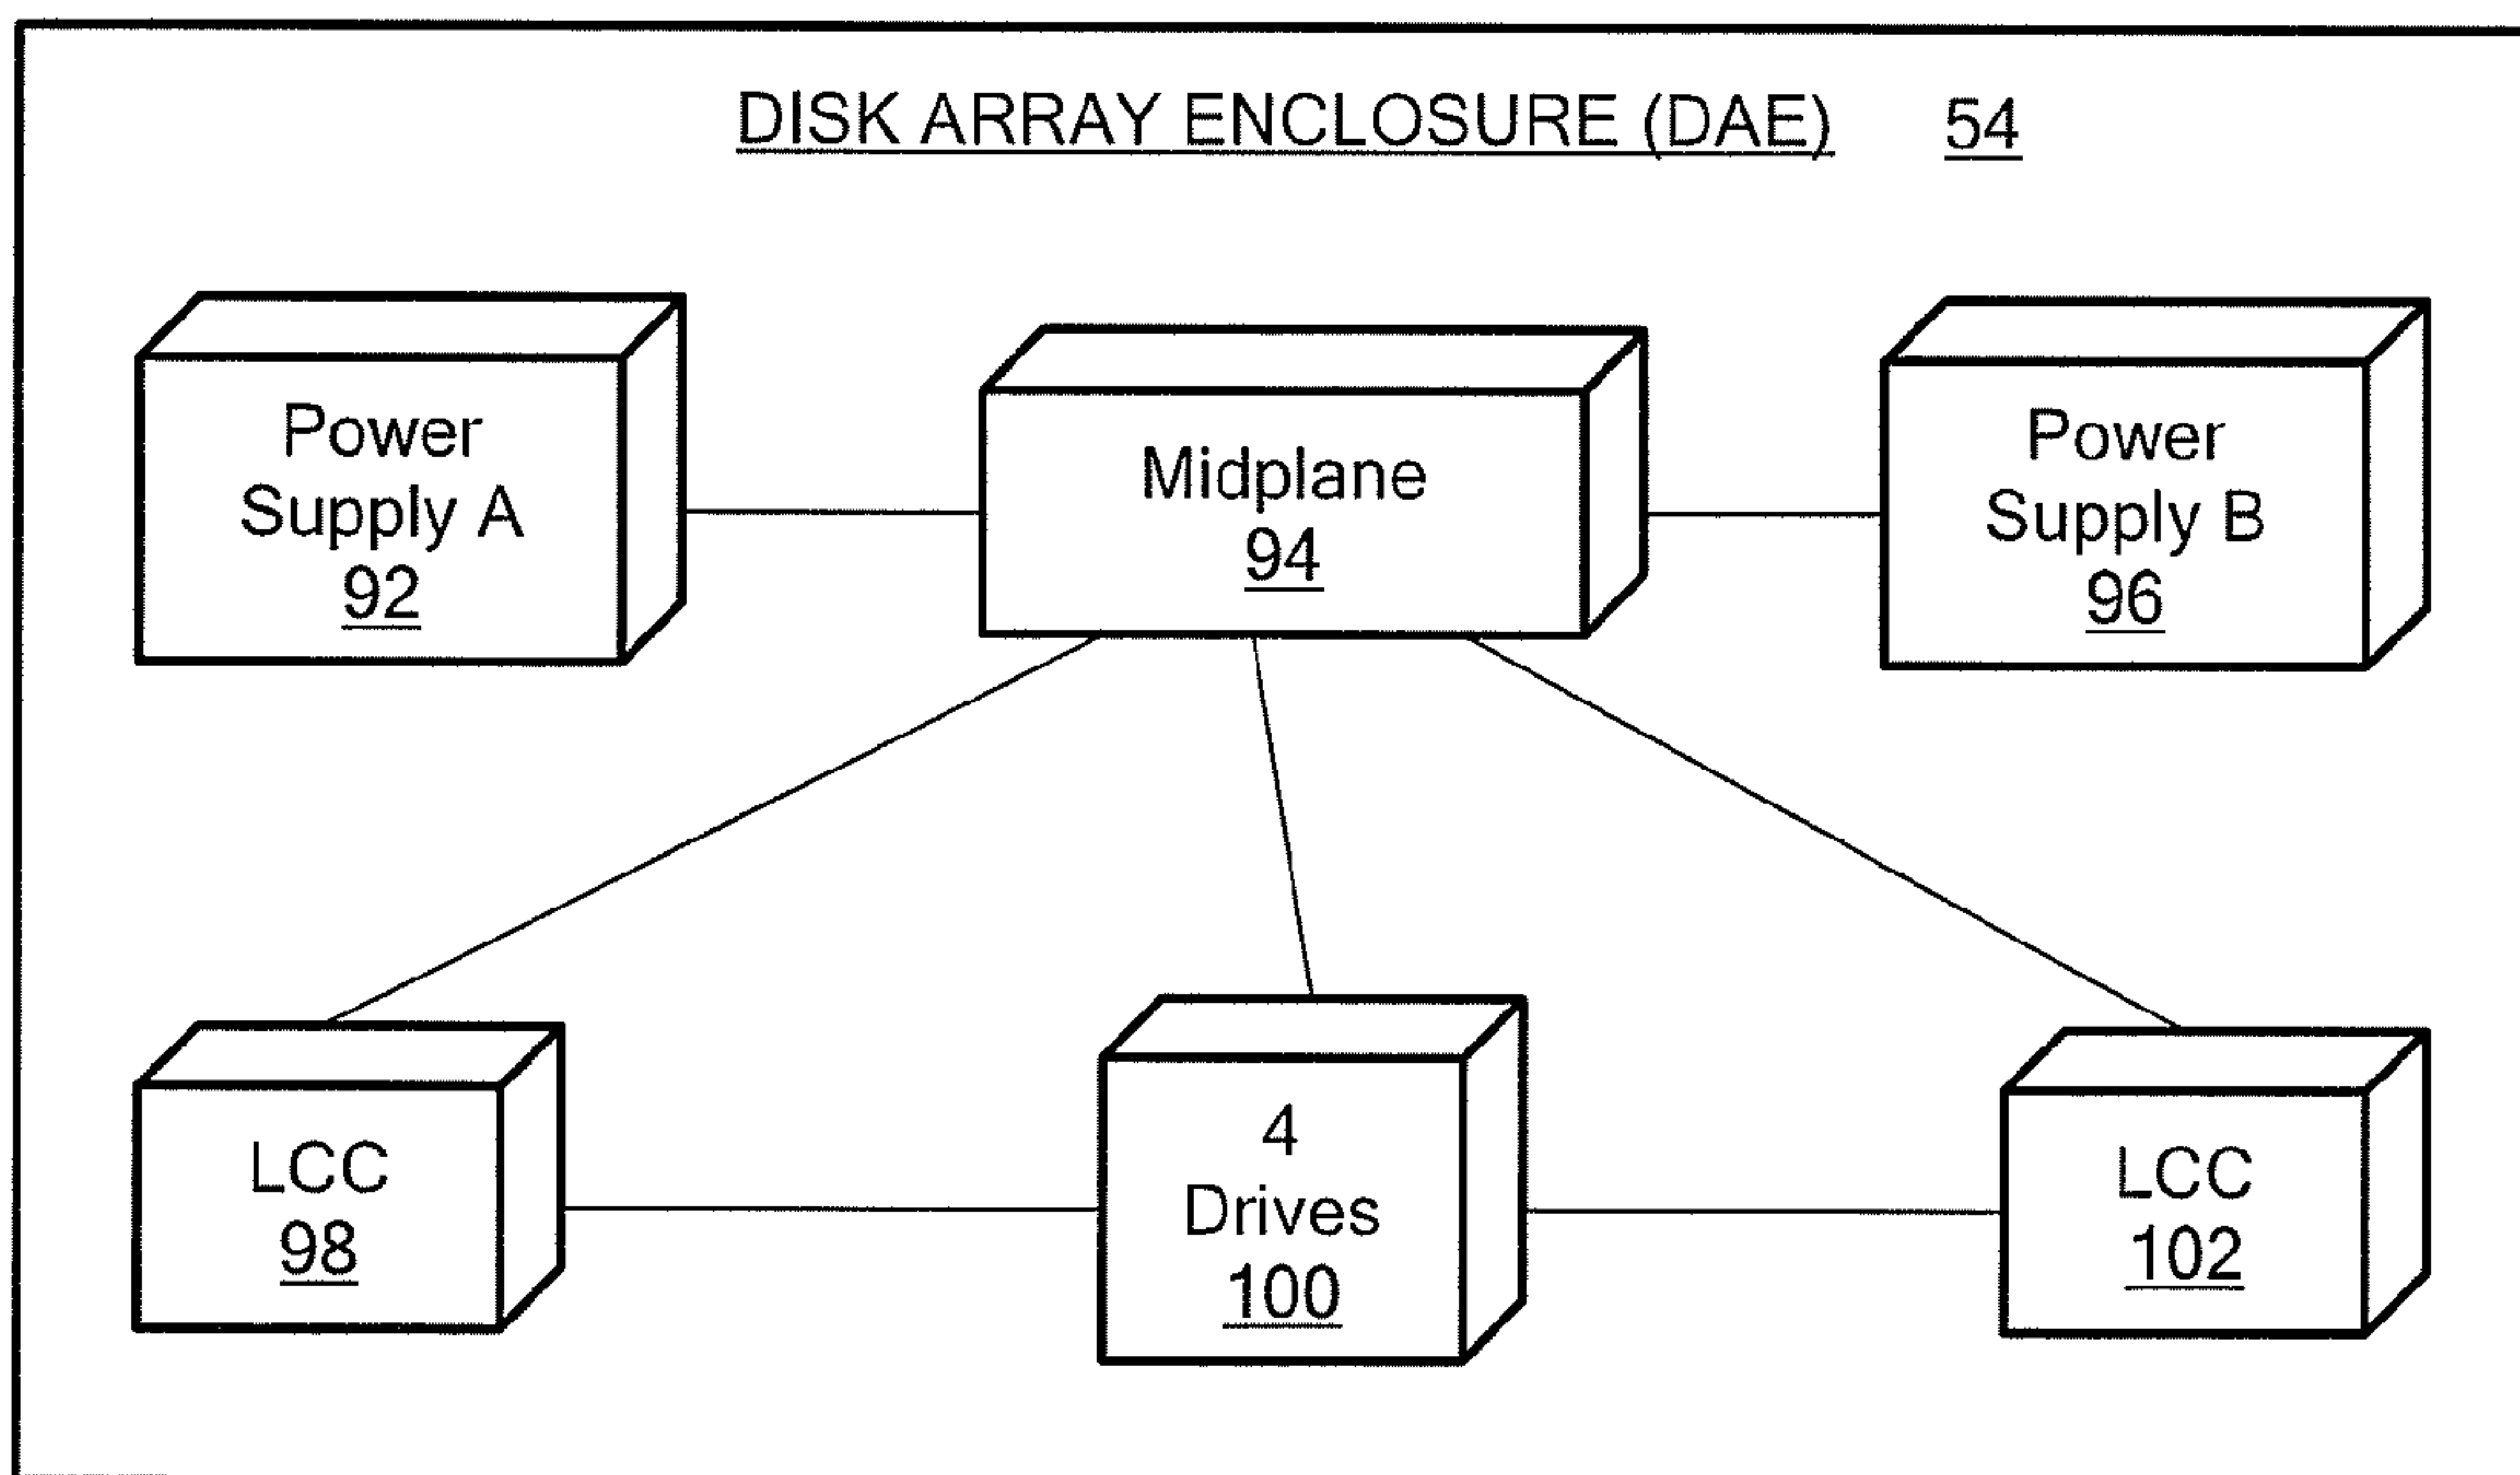 DISK ARRAY ENCLOSURE (DAE) 54
Power
Supply A
92
Midplane
94
Power
Supply B
96
LCC
98
4
Drives
100
LCC
102